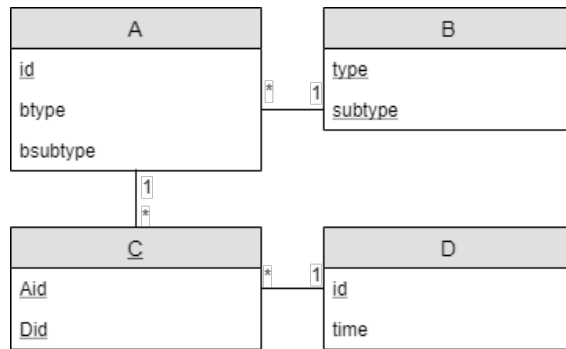 A
id
btype
bsubtype
B
type
subtype
* 1
1
*
C
Aid
Did
* 1
D
id
time